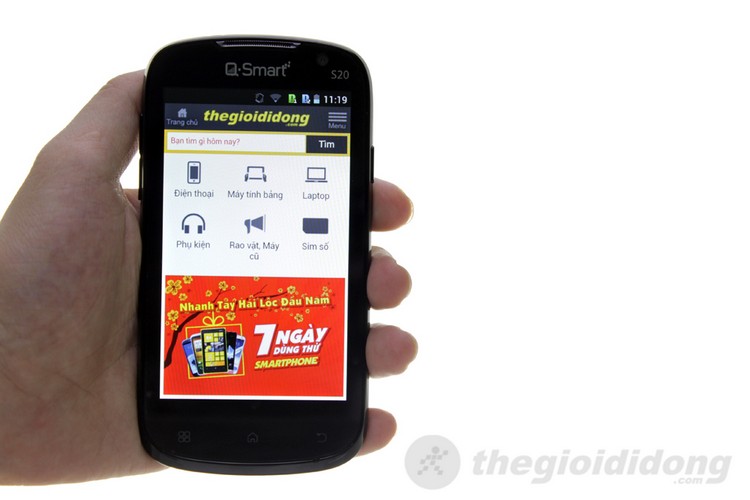 Q-Smart
S20
11:19
Trang chủ
thegioididong
.com
Menu
Bạn tìm gì hôm nay?
Tìm
Điện thoại
Máy tính bảng
Laptop
Phụ kiện
Rao vặt, Máy cũ
Sim số
Nhanh Tay Hái Lộc Đầu Năm
7 NGÀY
DÙNG THỬ
SMARTPHONE
thegioididong
.com